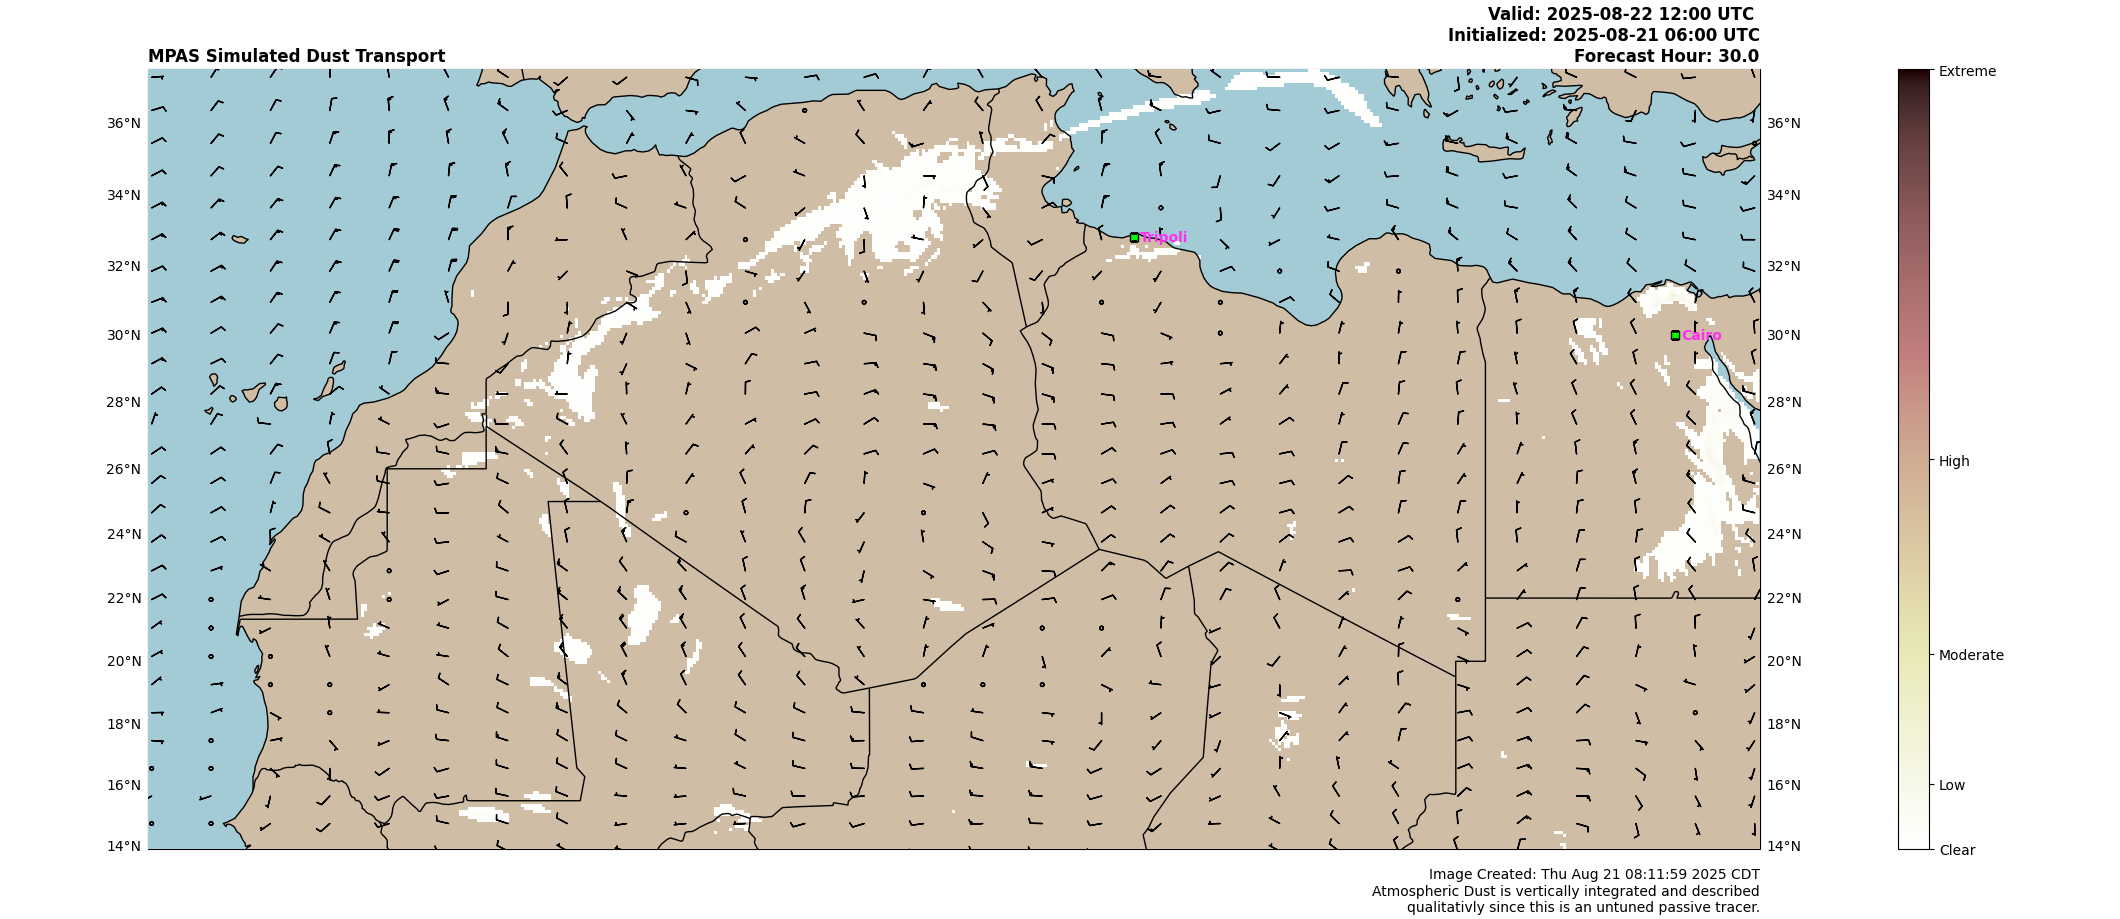 Valid: 2025-08-22 12:00 UTC
Initialized: 2025-08-21 06:00 UTC
MPAS Simulated Dust Transport
Forecast Hour: 30.0
Extreme
36°N
36°N
34°N
34°N
Tripoli
32°N
32°N
30°N
Cairo
30°N
28°N
28°N
26°N
26°N
High
24°N
24°N
22°N
22°N
20°N
20°N
Moderate
18°N
18°N
16°N
16°N
Low
14°N
14°N
Clear
Image Created: Thu Aug 21 08:11:59 2025 CDT
Atmospheric Dust is vertically integrated and described
qualitativly since this is an untuned passive tracer.